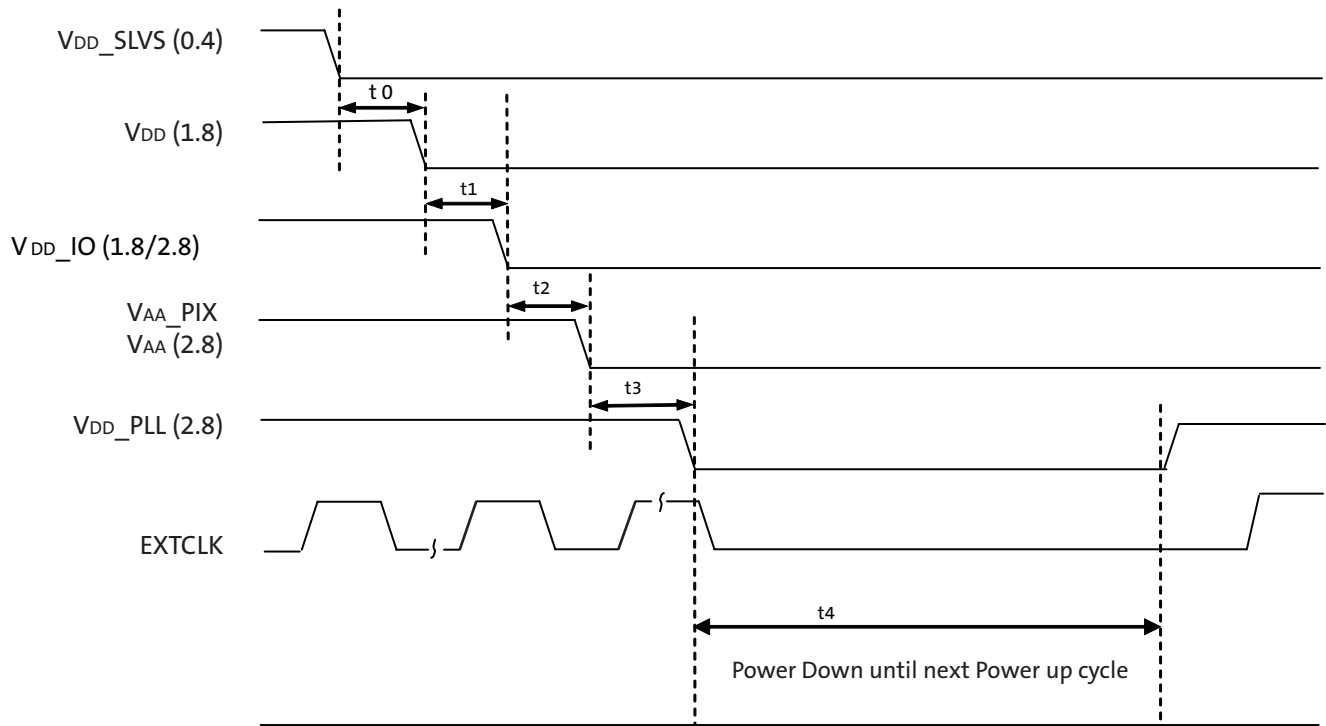 VDD_SLVS (0.4)
t 0
VDD (1.8)
t1
VDD_IO (1.8/2.8)
t2
VAA_PIX
VAA (2.8)
t3
VDD_PLL (2.8)
EXTCLK
t4
Power Down until next Power up cycle